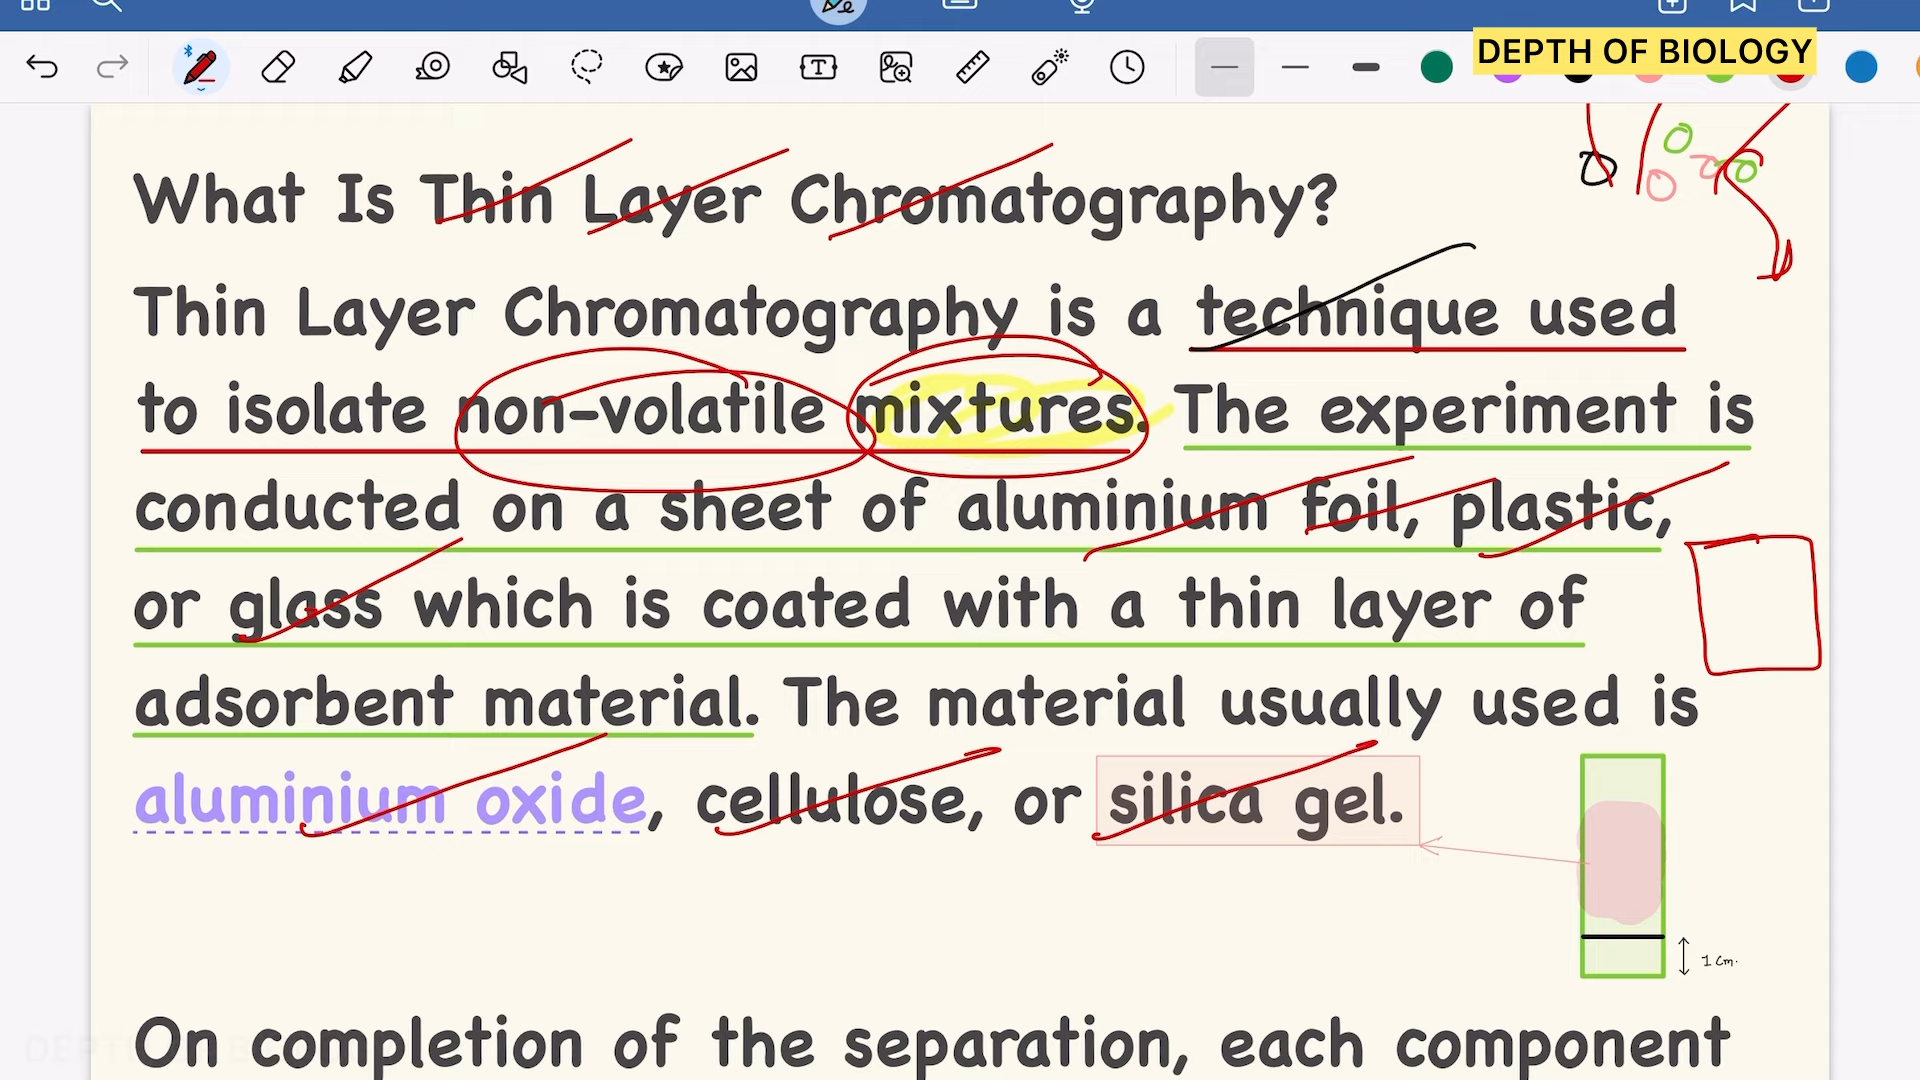 DEPTH OF BIOLOGY
What Is Thin Layer Chromatography?
Thin Layer Chromatography is a technique used
to isolate non-volatile mixtures. The experiment is
conducted on a sheet of aluminium foil, plastic,
or glass which is coated with a thin layer of
adsorbent material. The material usually used is
aluminium oxide, cellulose, or silica gel.
1 Cm.
On completion of the separation, each component